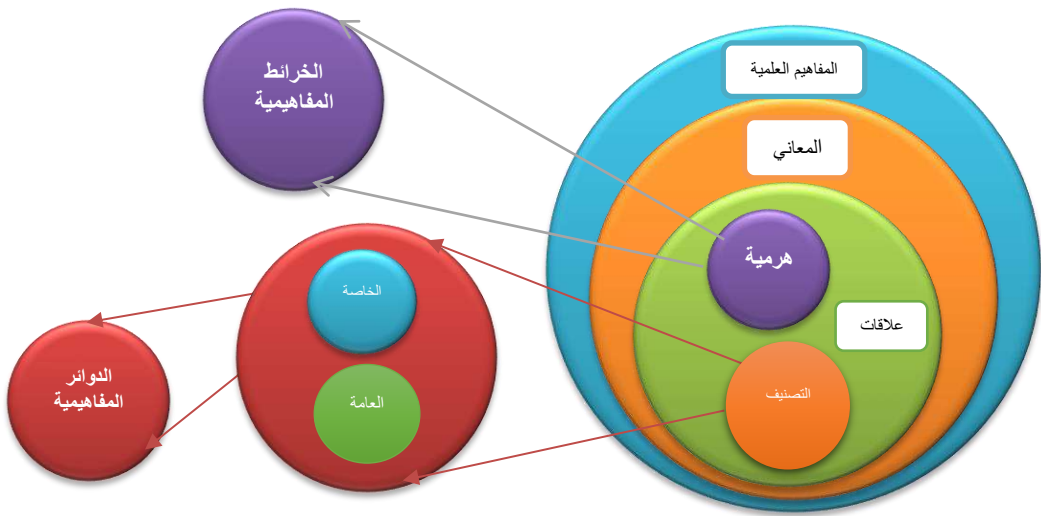 المفاهيم العلمية
المعاني
هرمية
علاقات
التصنيف
الخرائط
المفاهيمية
الخاصة
العامة
الدوائر
المفاهيمية